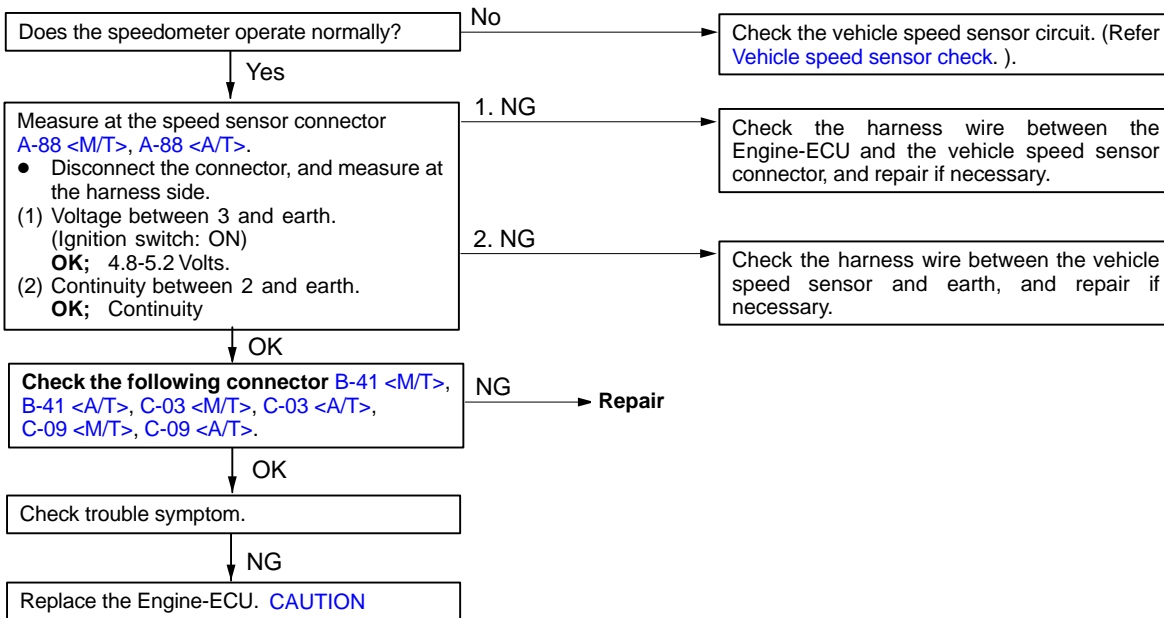 Does the speedometer operate normally?
No
Check the vehicle speed sensor circuit. (Refer
Vehicle speed sensor check. ).
Yes
Measure at the speed sensor connector
A-88 <M/T>, A-88 <A/T>.
● Disconnect the connector, and measure at
the harness side.
(1) Voltage between 3 and earth.
(Ignition switch: ON)
OK; 4.8-5.2 Volts.
(2) Continuity between 2 and earth.
OK; Continuity
1. NG
Check the harness wire between the
Engine-ECU and the vehicle speed sensor
connector, and repair if necessary.
2. NG
Check the harness wire between the vehicle
speed sensor and earth, and repair if
necessary.
OK
Check the following connector B-41 <M/T>,
B-41 <A/T>, C-03 <M/T>, C-03 <A/T>,
C-09 <M/T>, C-09 <A/T>.
NG
Repair
OK
Check trouble symptom.
NG
Replace the Engine-ECU. CAUTION